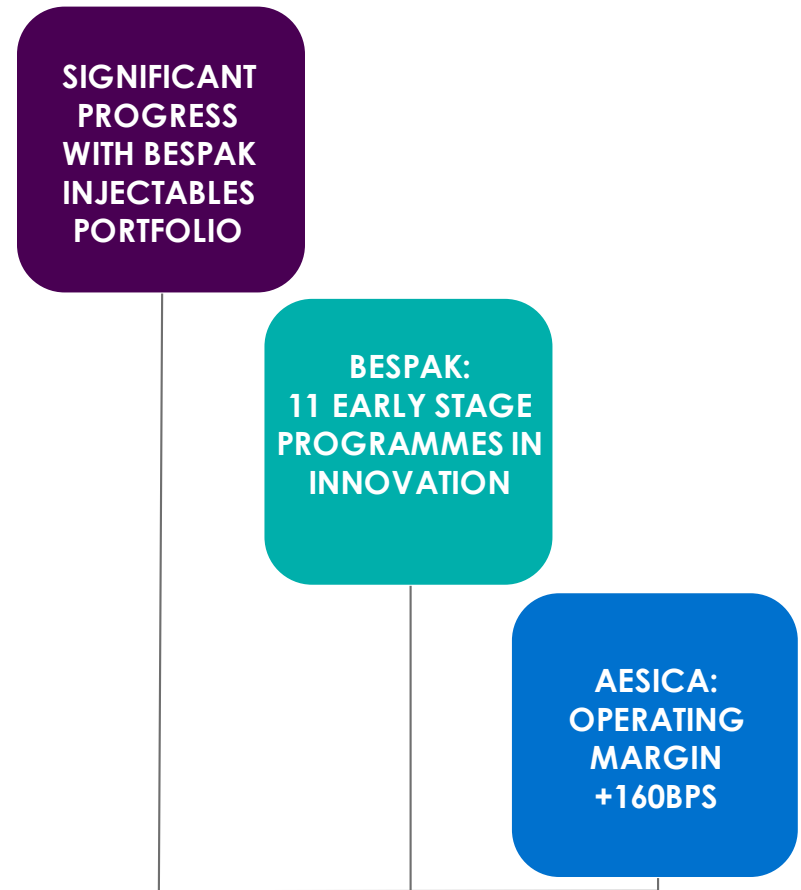 SIGNIFICANT
PROGRESS
WITH BESPAK
INJECTABLES
PORTFOLIO
BESPAK:
11 EARLY STAGE
PROGRAMMES IN
INNOVATION
AESICA:
OPERATING
MARGIN
+160BPS